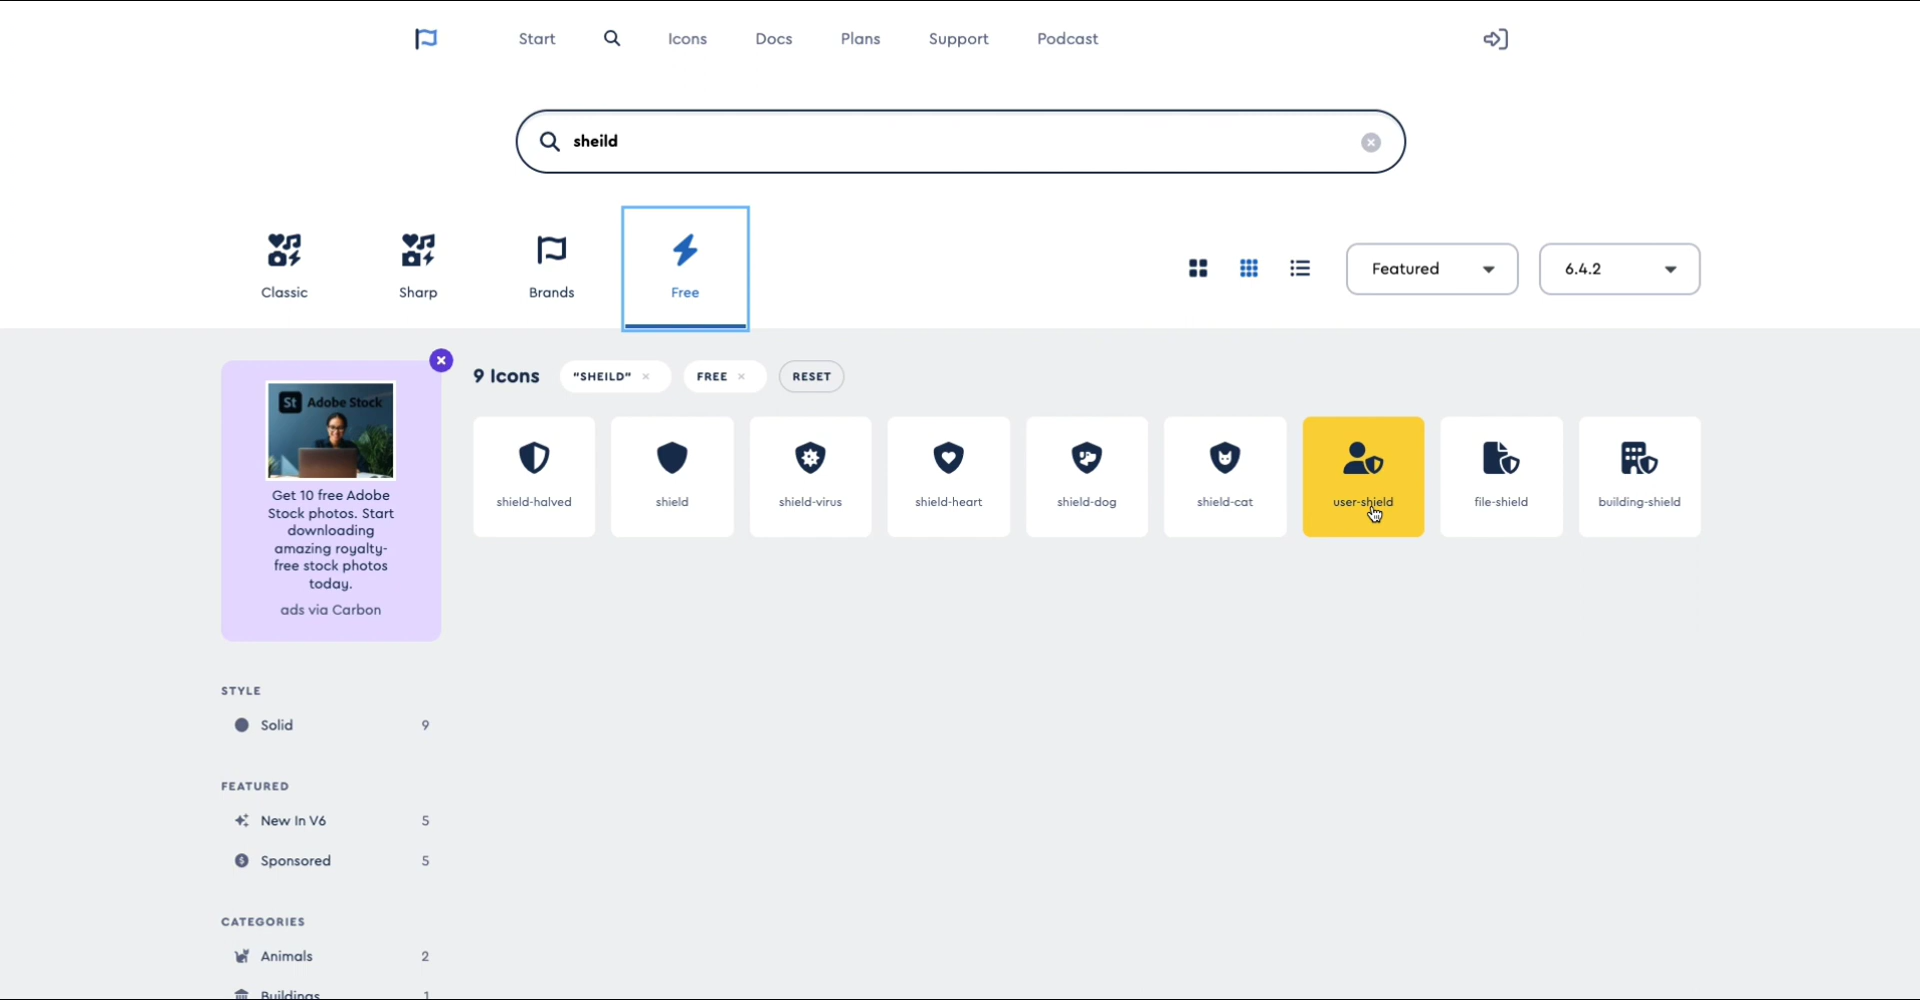 Start
Icons
Docs
Plans
Support
Podcast
sheild
Classic
Sharp
Brands
Free
Featured
6.4.2
St Adobe Stock
Get 10 free Adobe
Stock photos. Start
downloading
amazing royalty-
free stock photos
today.
ads via Carbon
9 Icons
"SHEILD"
FREE
RESET
shield-halved
shield
shield-virus
shield-heart
shield-dog
shield-cat
user-shield
file-shield
building-shield
STYLE
Solid 9
FEATURED
New In V6 5
Sponsored 5
CATEGORIES
Animals 2
Buildings 1